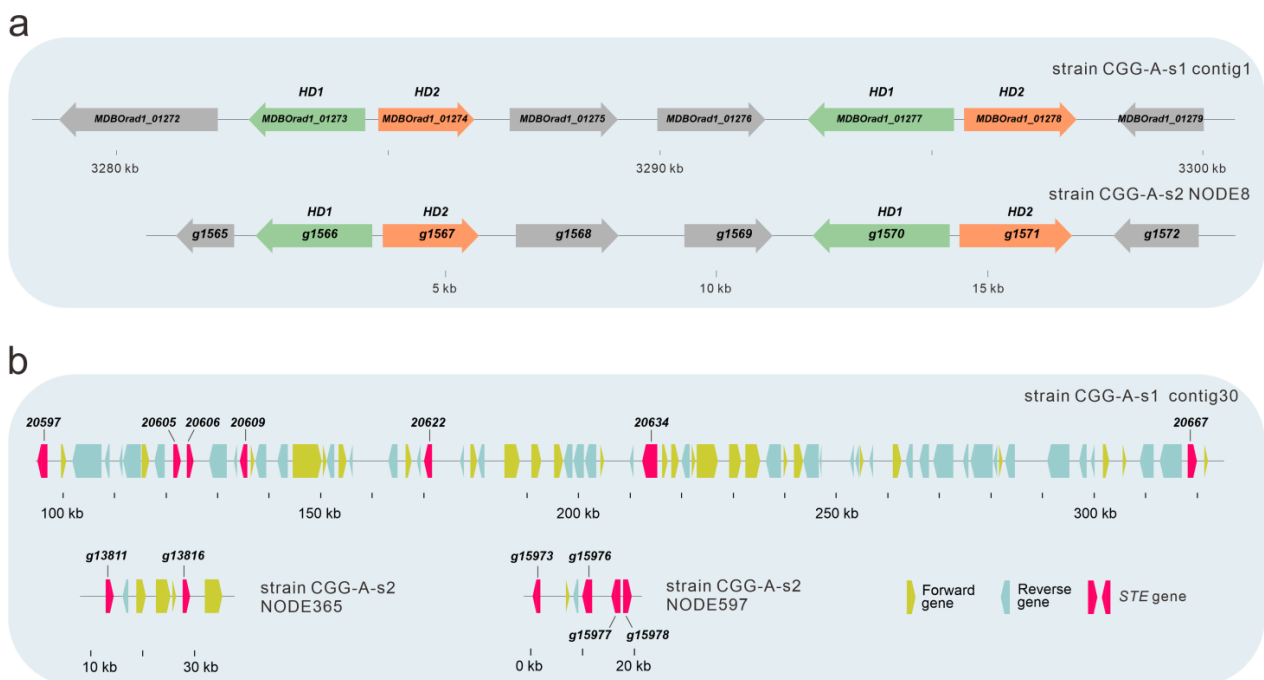 a
strain CGG-A-s1 contig1
HD1 HD2 HD1 HD2
MDBOrad1_01272 MDBOrad1_01273 MDBOrad1_01274 MDBOrad1_01275 MDBOrad1_01276 MDBOrad1_01277 MDBOrad1_01278 MDBOrad1_01279
3280 kb 3290 kb 3300 kb
strain CGG-A-s2 NODE8
HD1 HD2 HD1 HD2
g1565 g1566 g1567 g1568 g1569 g1570 g1571 g1572
5 kb 10 kb 15 kb
b
strain CGG-A-s1 contig30
20597 20605 20606 20609 20622 20634 20667
100 kb 150 kb 200 kb 250 kb 300 kb
g13811 g13816 g15973 g15976
strain CGG-A-s2
NODE365
strain CGG-A-s2
NODE597
Forward
gene
Reverse
gene
STE gene
g15977 g15978
10 kb 30 kb 0 kb 20 kb